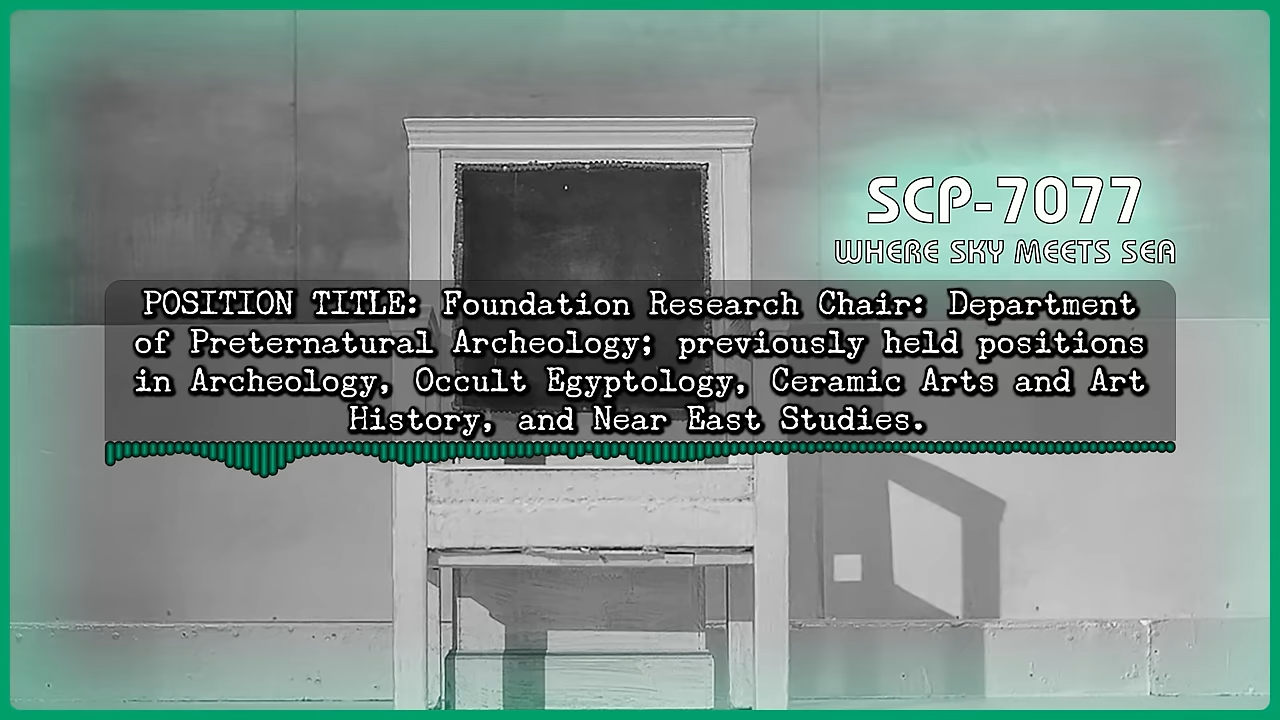 SCP-7077
WHERE SKY MEETS SEA
POSITION TITLE: Foundation Research Chair: Department
of Preternatural Archeology; previously held positions
in Archeology, Occult Egyptology, Ceramic Arts and Art
History, and Near East Studies.